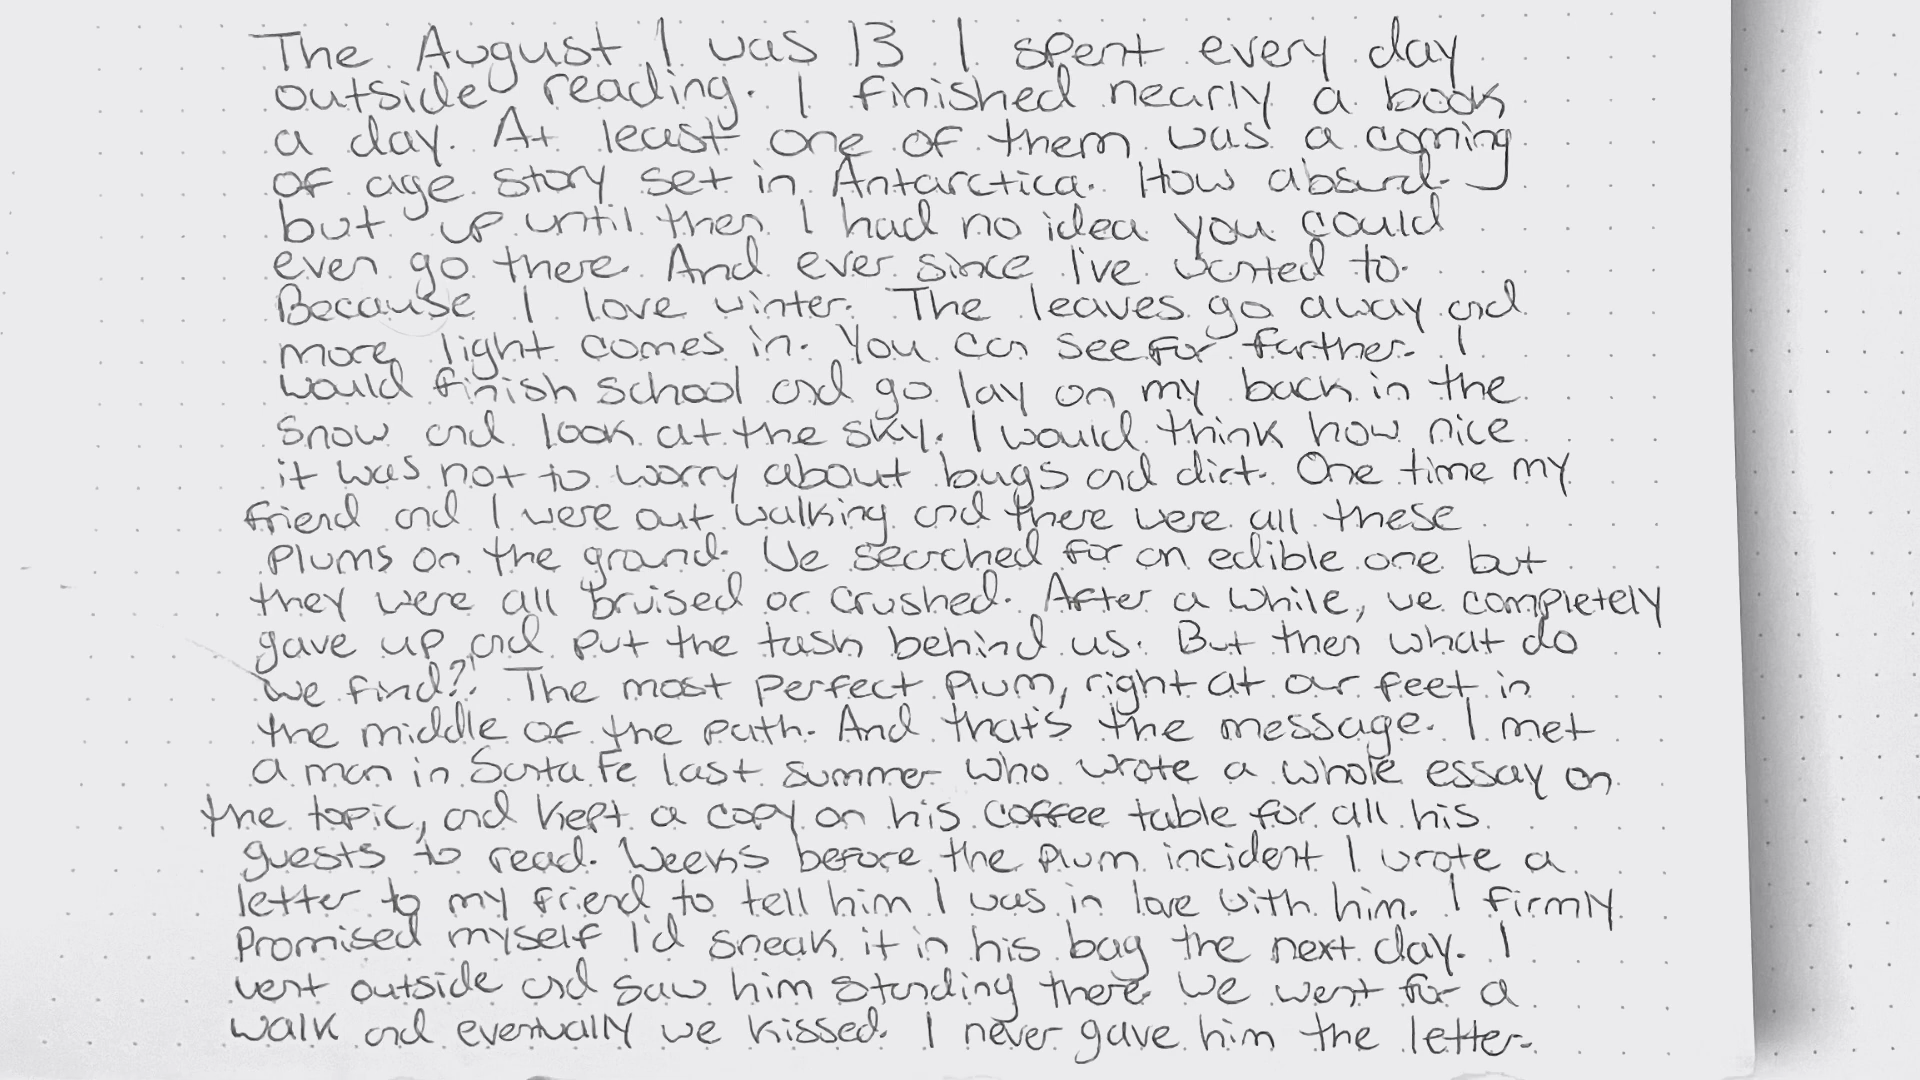 The August I was 13 I spent every day
outside reading. I finished nearly a book
a day. At least one of them was a coming
of age story set in Antarctica. How absurd.
but up until then I had no idea you could
even go there. And ever since I've wanted to.
Because I love winter. The leaves go away and
more light comes in. You can see far further. I
would finish school and go lay on my back in the
snow and look at the sky. I would think how nice
it was not to worry about bugs and dirt. One time my
friend and I were out walking and there were all these
plums on the ground. We searched for an edible one but
they were all bruised or crushed. After a while, we completely
gave up and put the task behind us. But then what do
we find?! The most perfect plum, right at our feet in
the middle of the path. And that's the message. I met
a man in Santa Fe last summer who wrote a whole essay on
the topic, and kept a copy on his coffee table for all his
guests to read. Weeks before the plum incident I wrote a
letter to my friend to tell him I was in love with him. I firmly
promised myself I'd sneak it in his bag the next day. I
went outside and saw him standing there. We went for a
walk and eventually we kissed. I never gave him the letter.